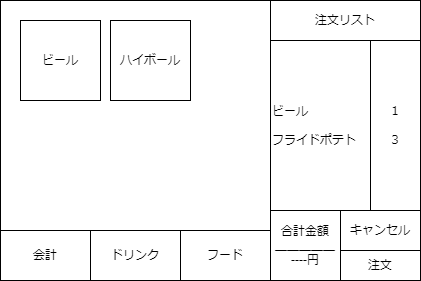 ビール
ハイボール
注文リスト
ビール 1
フライドポテト 3
会計
ドリンク
フード
合計金額
----円
キャンセル
注文